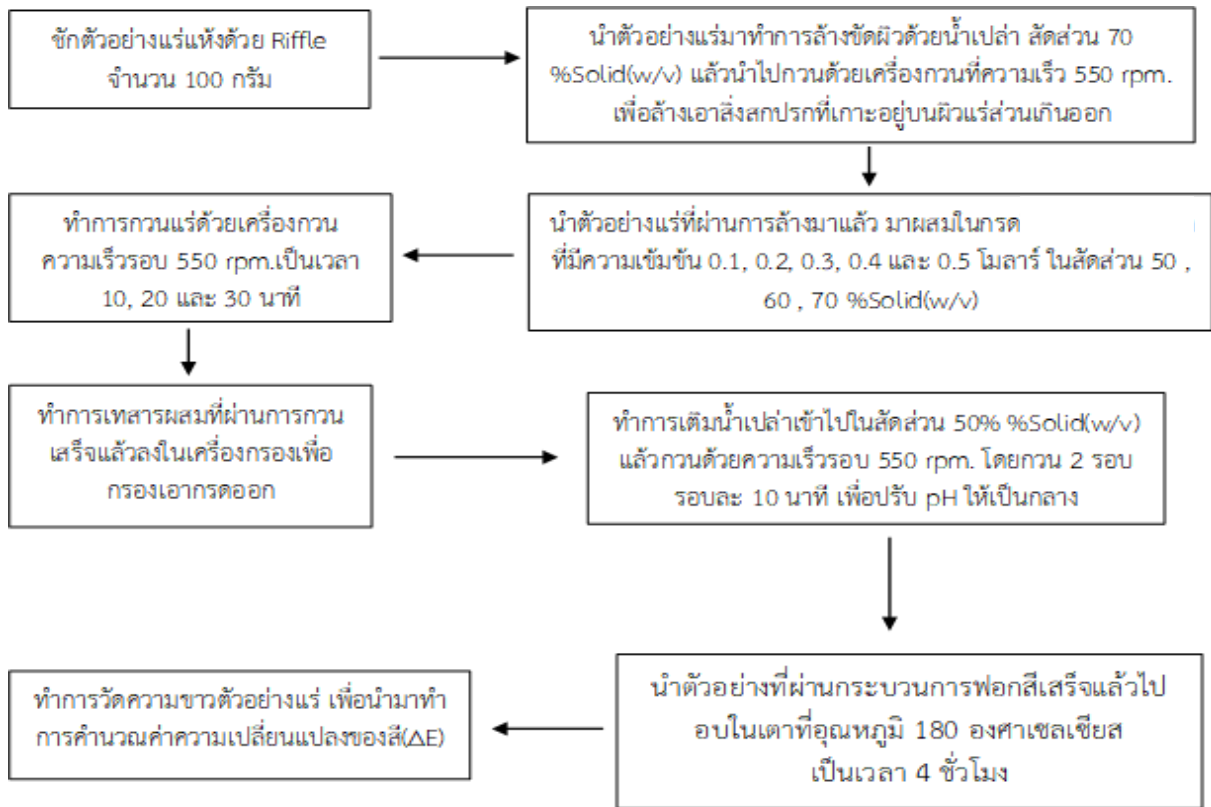 ชักตัวอย่างแร่แห้งด้วย Riffle
จำนวน 100 กรัม
นำตัวอย่างแร่มาทำการล้างขัดผิวด้วยน้ำเปล่า สัดส่วน 70
%Solid(w/v) แล้วนำไปกวนด้วยเครื่องกวนที่ความเร็ว 550 rpm.
เพื่อล้างเอาสิ่งสกปรกที่เกาะอยู่บนผิวแร่ส่วนเกินออก
นำตัวอย่างแร่ที่ผ่านการล้างมาแล้ว มาผสมในกรด
ที่มีความเข้มข้น 0.1, 0.2, 0.3, 0.4 และ 0.5 โมลาร์ ในสัดส่วน 50 ,
60 , 70 %Solid(w/v)
ทำการกวนแร่ด้วยเครื่องกวน
ความเร็วรอบ 550 rpm.เป็นเวลา
10, 20 และ 30 นาที
ทำการเทสารผสมที่ผ่านการกวน
เสร็จแล้วลงในเครื่องกรองเพื่อ
กรองเอากรดออก
ทำการเติมน้ำเปล่าเข้าไปในสัดส่วน 50% %Solid(w/v)
แล้วกวนด้วยความเร็วรอบ 550 rpm. โดยกวน 2 รอบ
รอบละ 10 นาที เพื่อปรับ pH ให้เป็นกลาง
นำตัวอย่างที่ผ่านกระบวนการฟอกสีเสร็จแล้วไป
อบในเตาที่อุณหภูมิ 180 องศาเซลเซียส
เป็นเวลา 4 ชั่วโมง
ทำการวัดความขาวตัวอย่างแร่ เพื่อนำมาทำ
การคำนวณค่าความเปลี่ยนแปลงของสี(ΔE)